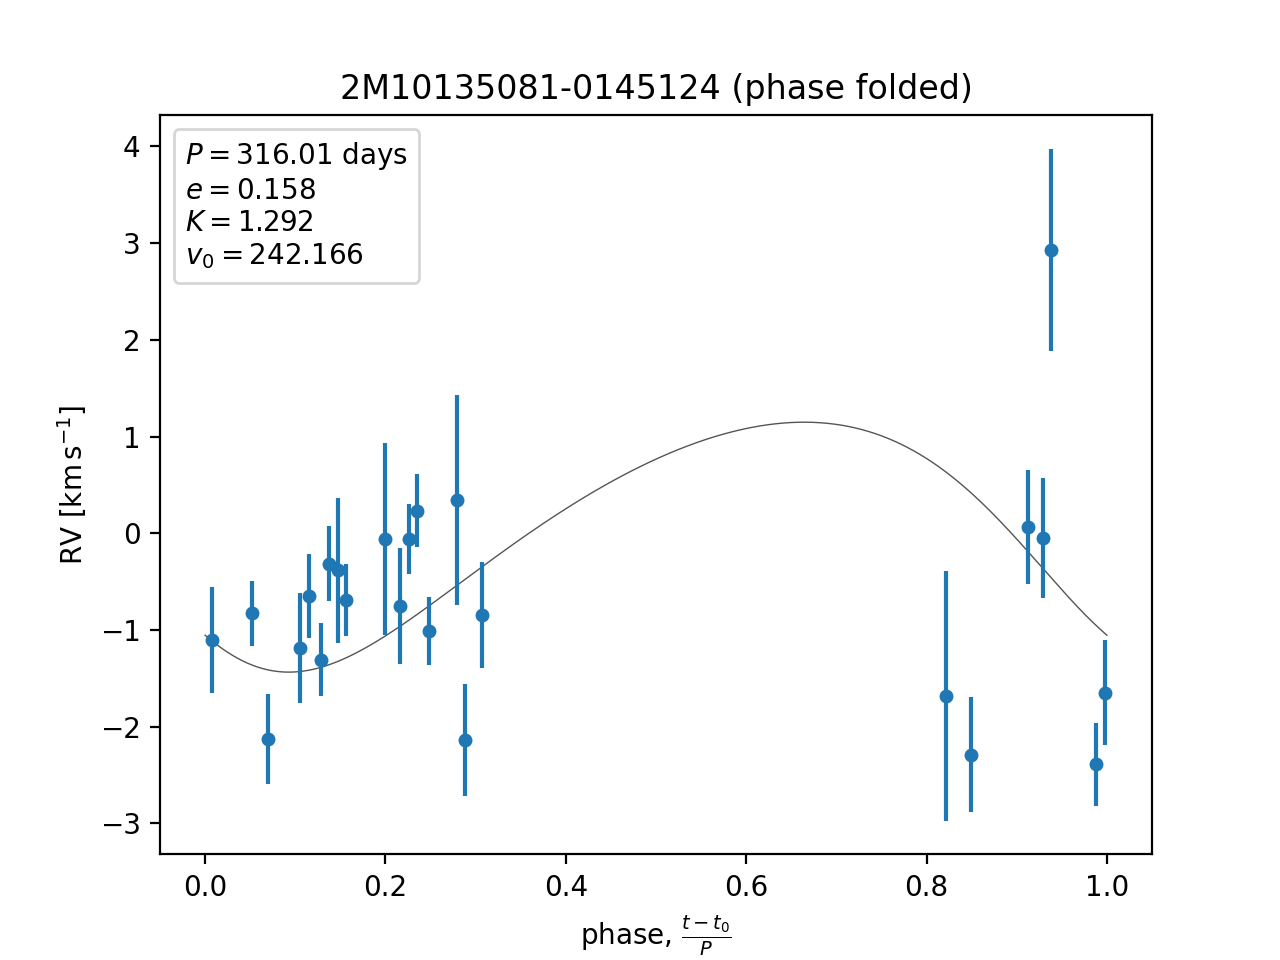 2M10135081-0145124 (phase folded)
P = 316.01 days
e = 0.158
K = 1.292
v₀ = 242.166
4
3
2
1
0
−1
−2
−3
RV [km s⁻¹]
0.0 0.2 0.4 0.6 0.8 1.0
phase, (t − t₀)/P